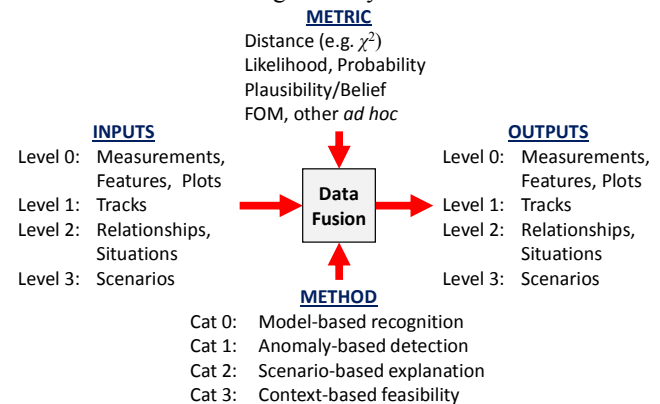 METRIC
Distance (e.g. χ²)
Likelihood, Probability
Plausibility/Belief
FOM, other ad hoc
INPUTS
Level 0: Measurements,
Features, Plots
Level 1: Tracks
Level 2: Relationships,
Situations
Level 3: Scenarios
Data
Fusion
OUTPUTS
Level 0: Measurements,
Features, Plots
Level 1: Tracks
Level 2: Relationships,
Situations
Level 3: Scenarios
METHOD
Cat 0: Model-based recognition
Cat 1: Anomaly-based detection
Cat 2: Scenario-based explanation
Cat 3: Context-based feasibility